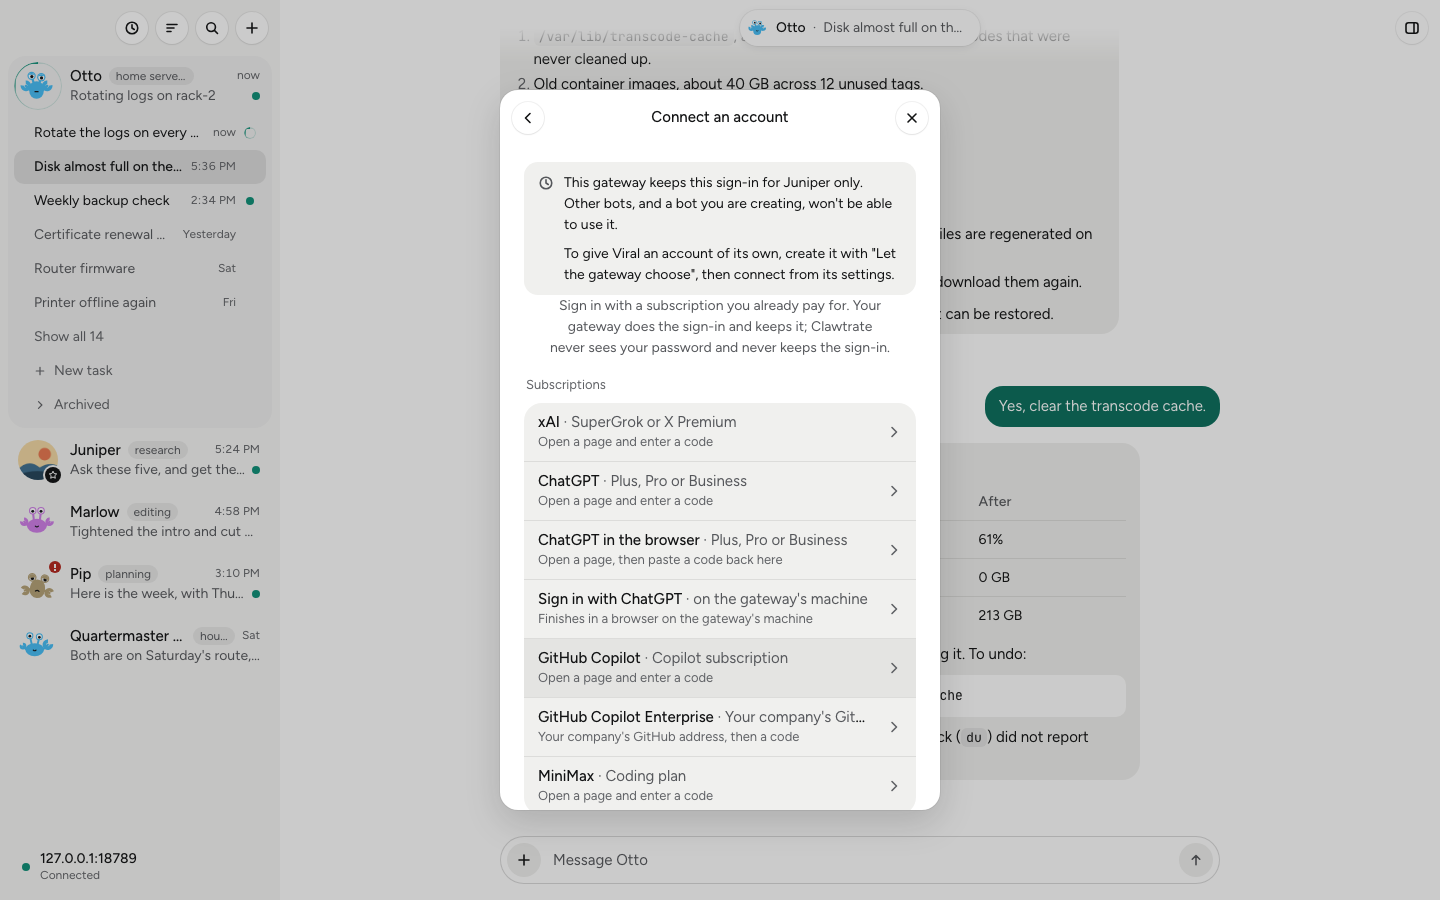 Otto · Disk almost full on th...
Otto home serve... now
Rotating logs on rack-2
Rotate the logs on every ... now
Disk almost full on the... 5:36 PM
Weekly backup check 2:34 PM
Certificate renewal ... Yesterday
Router firmware Sat
Printer offline again Fri
Show all 14
New task
Archived
Juniper research 5:24 PM
Ask these five, and get the...
Marlow editing 4:58 PM
Tightened the intro and cut ...
Pip planning 3:10 PM
Here is the week, with Thu...
Quartermaster ... hou... Sat
Both are on Saturday's route,...
127.0.0.1:18789
Connected
1. /var/lib/transcode-cache, odes that were
never cleaned up.
2. Old container images, about 40 GB across 12 unused tags.
iles are regenerated on
download them again.
can be restored.
Connect an account
This gateway keeps this sign-in for Juniper only.
Other bots, and a bot you are creating, won't be able
to use it.
To give Viral an account of its own, create it with "Let
the gateway choose", then connect from its settings.
Sign in with a subscription you already pay for. Your
gateway does the sign-in and keeps it; Clawtrate
never sees your password and never keeps the sign-in.
Subscriptions
xAI · SuperGrok or X Premium
Open a page and enter a code
ChatGPT · Plus, Pro or Business
Open a page and enter a code
ChatGPT in the browser · Plus, Pro or Business
Open a page, then paste a code back here
Sign in with ChatGPT · on the gateway's machine
Finishes in a browser on the gateway's machine
GitHub Copilot · Copilot subscription
Open a page and enter a code
GitHub Copilot Enterprise · Your company's Git...
Your company's GitHub address, then a code
MiniMax · Coding plan
Open a page and enter a code
Yes, clear the transcode cache.
After
61%
0 GB
213 GB
g it. To undo:
che
ck (du) did not report
Message Otto